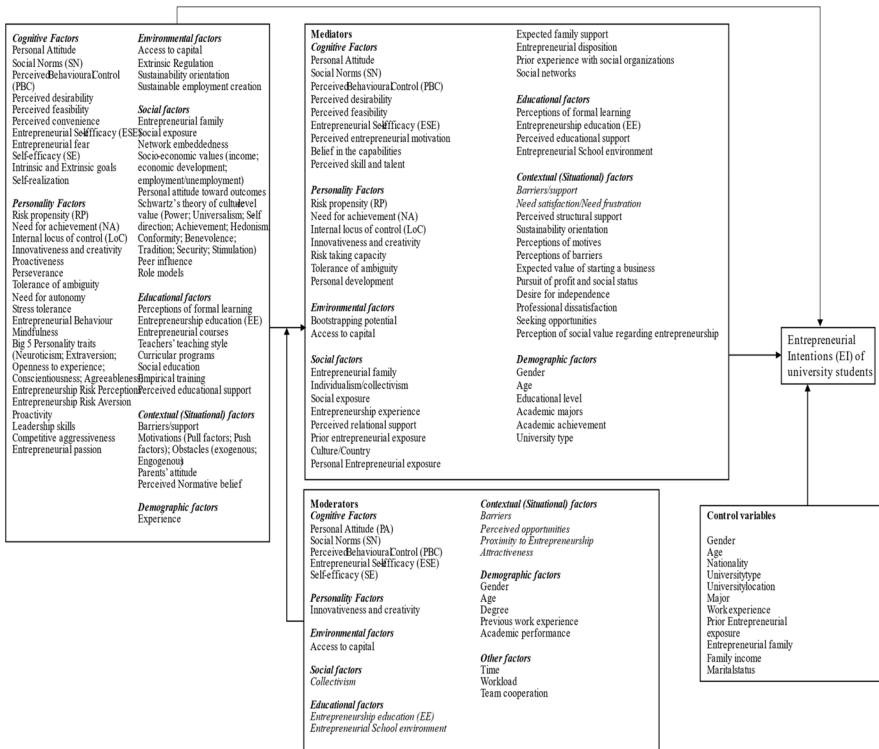 Cognitive Factors
Personal Attitude
Social Norms (SN)
Perceived Behavioural Control
(PBC)
Perceived desirability
Perceived feasibility
Perceived convenience
Entrepreneurial Self-efficacy (ESE)
Entrepreneurial fear
Self-efficacy (SE)
Intrinsic and Extrinsic goals
Self-realization
Personality Factors
Risk propensity (RP)
Need for achievement (NA)
Internal locus of control (LoC)
Innovativeness and creativity
Proactiveness
Perseverance
Tolerance of ambiguity
Need for autonomy
Stress tolerance
Entrepreneurial Behaviour
Mindfulness
Big 5 Personality traits
(Neuroticism; Extraversion;
Openness to experience;
Conscientiousness; Agreeableness)
Entrepreneurship Risk Perception
Entrepreneurship Risk Aversion
Proactivity
Leadership skills
Competitive aggressiveness
Entrepreneurial passion
Environmental factors
Access to capital
Extrinsic Regulation
Sustainability orientation
Sustainable employment creation
Social factors
Entrepreneurial family
Social exposure
Network embeddedness
Socio-economic values (income;
economic development;
employment/unemployment)
Personal attitude toward outcomes
Schwartz's theory of culture-level
value (Power; Universalism; Self
direction; Achievement; Hedonism;
Conformity; Benevolence;
Tradition; Security; Stimulation)
Peer influence
Role models
Educational factors
Perceptions of formal learning
Entrepreneurship education (EE)
Entrepreneurial courses
Teachers' teaching style
Curricular programs
Social education
Empirical training
Perceived educational support
Contextual (Situational) factors
Barriers/support
Motivations (Pull factors; Push
factors); Obstacles (exogenous;
Engogenous)
Parents' attitude
Perceived Normative belief
Demographic factors
Experience
Mediators
Cognitive Factors
Personal Attitude
Social Norms (SN)
Perceived Behavioural Control (PBC)
Perceived desirability
Perceived feasibility
Entrepreneurial Self-efficacy (ESE)
Perceived entrepreneurial motivation
Belief in the capabilities
Perceived skill and talent
Personality Factors
Risk propensity (RP)
Need for achievement (NA)
Internal locus of control (LoC)
Innovativeness and creativity
Risk taking capacity
Tolerance of ambiguity
Personal development
Environmental factors
Bootstrapping potential
Access to capital
Social factors
Entrepreneurial family
Individualism/collectivism
Social exposure
Entrepreneurship experience
Perceived relational support
Prior entrepreneurial exposure
Culture/Country
Personal Entrepreneurial exposure
Expected family support
Entrepreneurial disposition
Prior experience with social organizations
Social networks
Educational factors
Perceptions of formal learning
Entrepreneurship education (EE)
Perceived educational support
Entrepreneurial School environment
Contextual (Situational) factors
Barriers/support
Need satisfaction/Need frustration
Perceived structural support
Sustainability orientation
Perceptions of motives
Perceptions of barriers
Expected value of starting a business
Pursuit of profit and social status
Desire for independence
Professional dissatisfaction
Seeking opportunities
Perception of social value regarding entrepreneurship
Demographic factors
Gender
Age
Educational level
Academic majors
Academic achievement
University type
Entrepreneurial
Intentions (EI) of
university students
Moderators
Cognitive Factors
Personal Attitude (PA)
Social Norms (SN)
Perceived Behavioural Control (PBC)
Entrepreneurial Self-efficacy (ESE)
Self-efficacy (SE)
Personality Factors
Innovativeness and creativity
Environmental factors
Access to capital
Social factors
Collectivism
Educational factors
Entrepreneurship education (EE)
Entrepreneurial School environment
Contextual (Situational) factors
Barriers
Perceived opportunities
Proximity to Entrepreneurship
Attractiveness
Demographic factors
Gender
Age
Degree
Previous work experience
Academic performance
Other factors
Time
Workload
Team cooperation
Control variables
Gender
Age
Nationality
Universitytype
Universitylocation
Major
Work experience
Prior Entrepreneurial
exposure
Entrepreneurial family
Family income
Maritalstatus